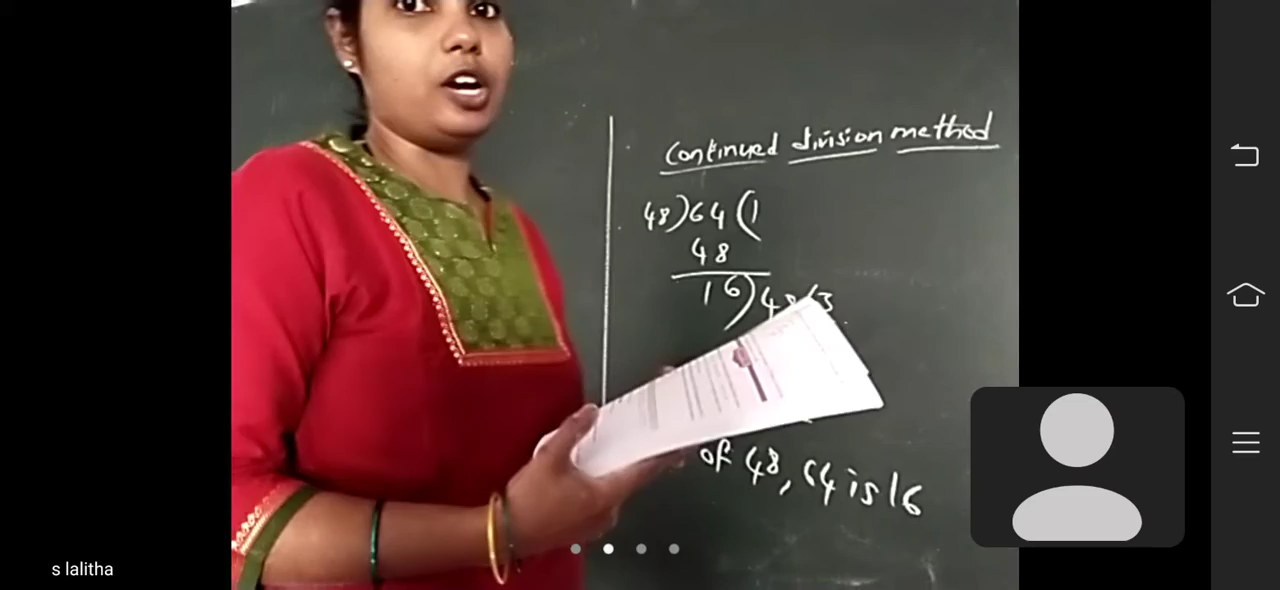 continued division method
48)64(1
48
16)48(3
of 48, 64 is 16
s lalitha